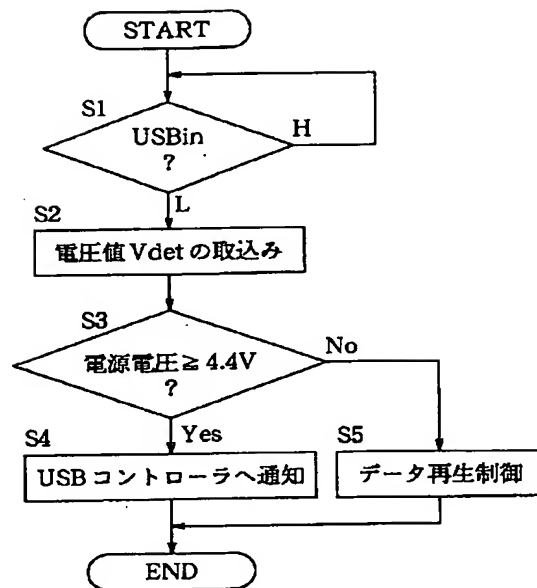 START
S1
USBin
?
H
L
S2
電圧値 Vdet の取込み
S3
電源電圧≧ 4.4V
?
No
Yes
S4
USB コントローラへ通知
S5
データ再生制御
END